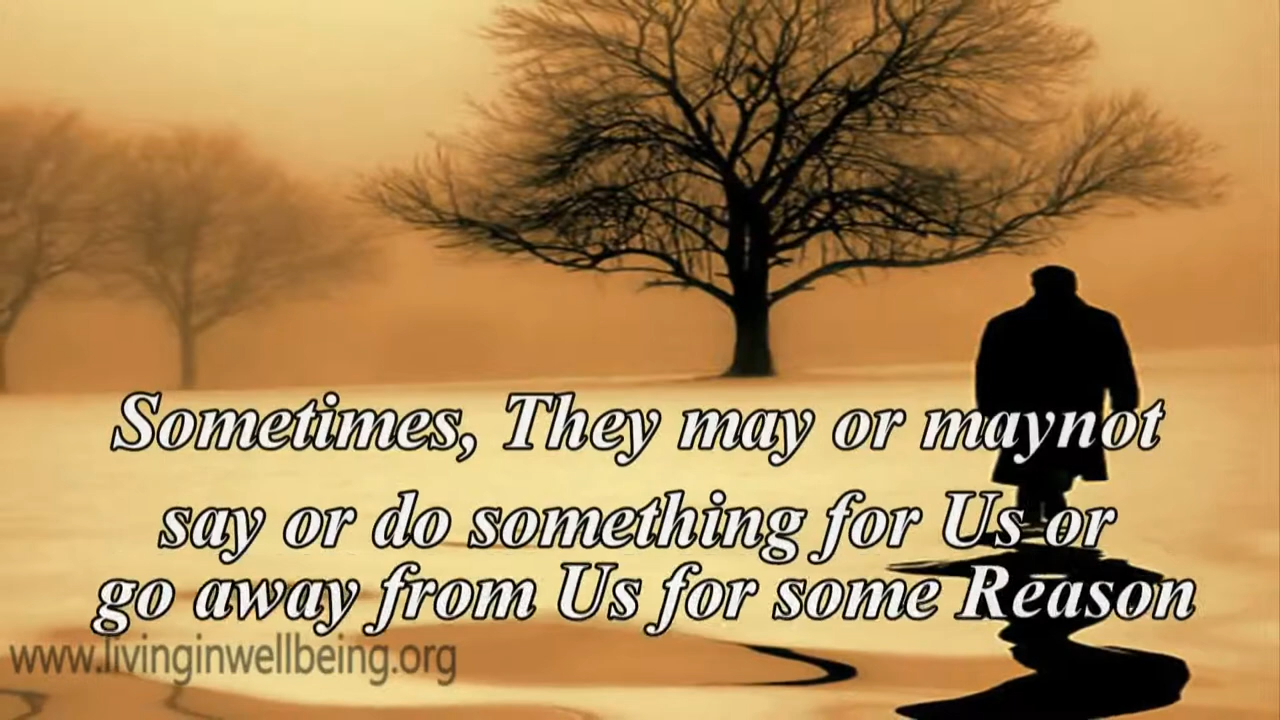 Sometimes, They may or maynot
say or do something for Us or
go away from Us for some Reason
www.livinginwellbeing.org